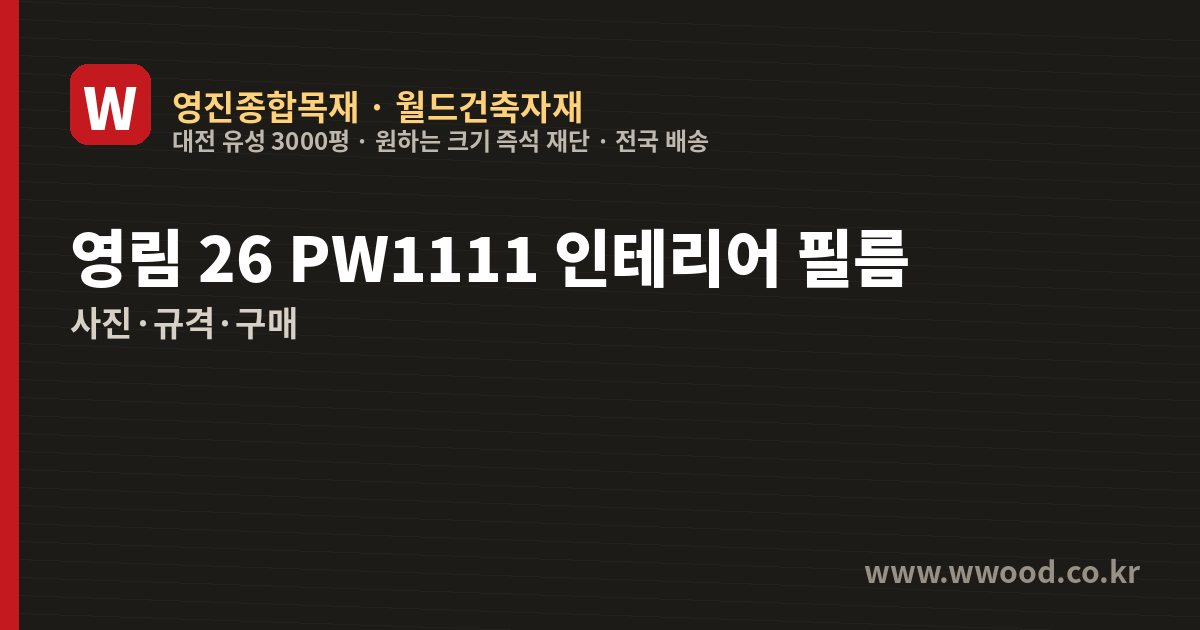 W
영진종합목재 · 월드건축자재
대전 유성 3000평 · 원하는 크기 즉석 재단 · 전국 배송
영림 26 PW1111 인테리어 필름
사진·규격·구매
www.wwood.co.kr